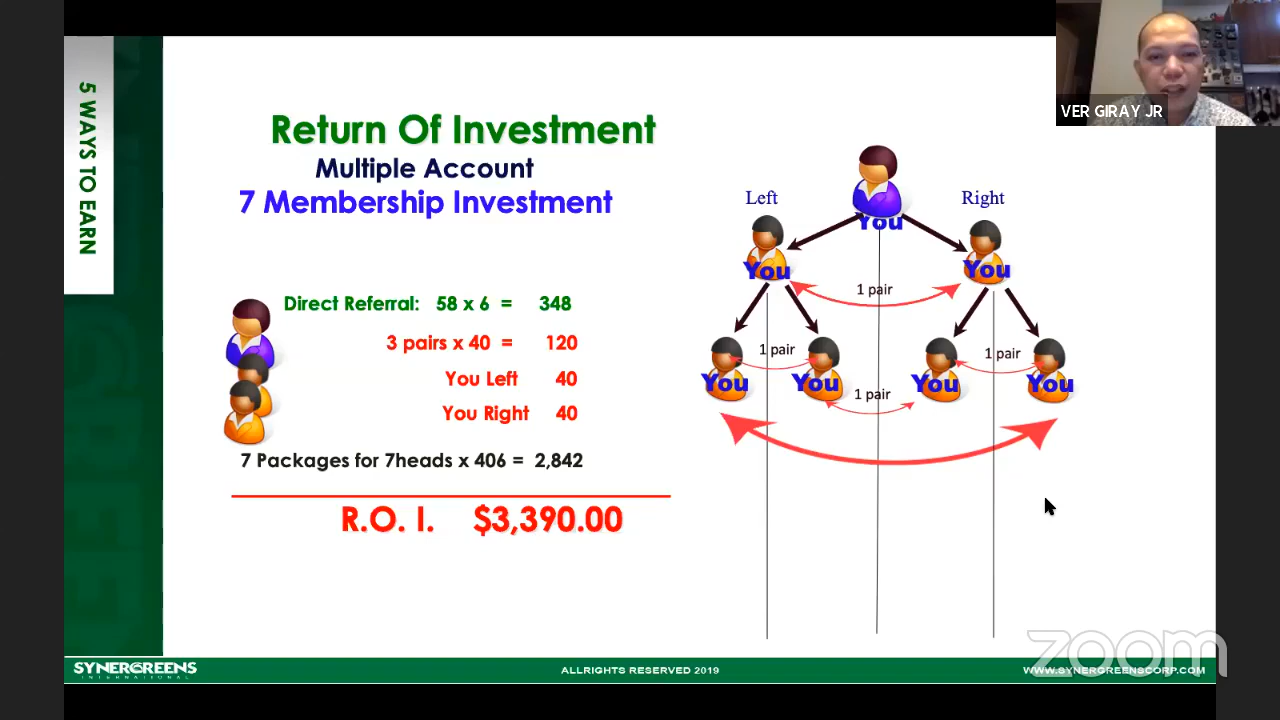 5 WAYS TO EARN
Return Of Investment
Multiple Account
7 Membership Investment
Direct Referral: 58 x 6 = 348
3 pairs x 40 = 120
You Left 40
You Right 40
7 Packages for 7heads x 406 = 2,842
R.O. I. $3,390.00
You
Left
Right
You
You
1 pair
1 pair
1 pair
You
You
You
You
1 pair
VER GIRAY JR
SYNERGREENS
INTERNATIONAL
ALLRIGHTS RESERVED 2019
WWW.SYNERGREENSCORP.COM
zoom